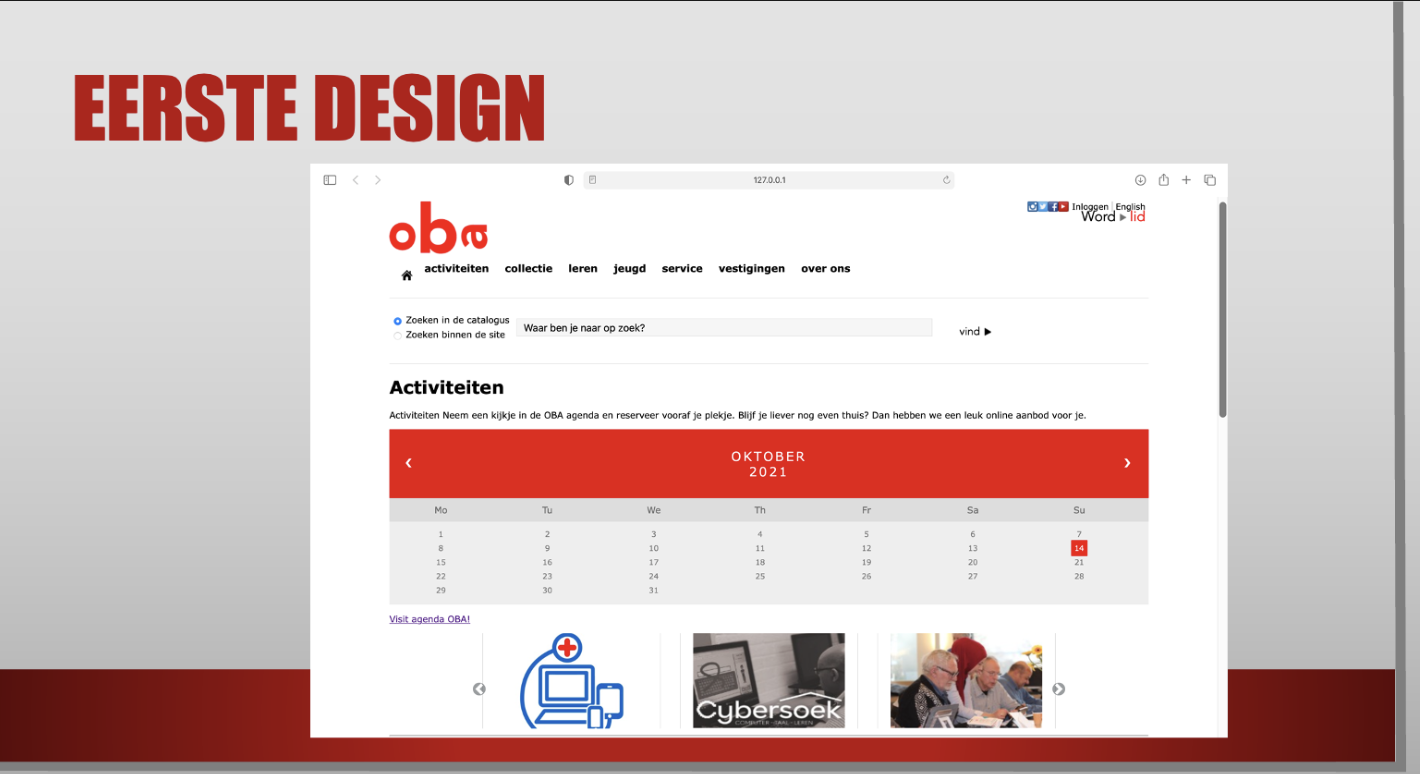 EERSTE DESIGN
127.0.0.1
oba
Inloggen | English
Word ▸ lid
activiteiten collectie leren jeugd service vestigingen over ons
Zoeken in de catalogus
Zoeken binnen de site
Waar ben je naar op zoek?
vind ▶
Activiteiten
Activiteiten Neem een kijkje in de OBA agenda en reserveer vooraf je plekje. Blijf je liever nog even thuis? Dan hebben we een leuk online aanbod voor je.
OKTOBER
2021
Mo Tu We Th Fr Sa Su
1 2 3 4 5 6 7
8 9 10 11 12 13 14
15 16 17 18 19 20 21
22 23 24 25 26 27 28
29 30 31
Visit agenda OBA!
Cybersoek
COMPUTER - TAAL - LEREN